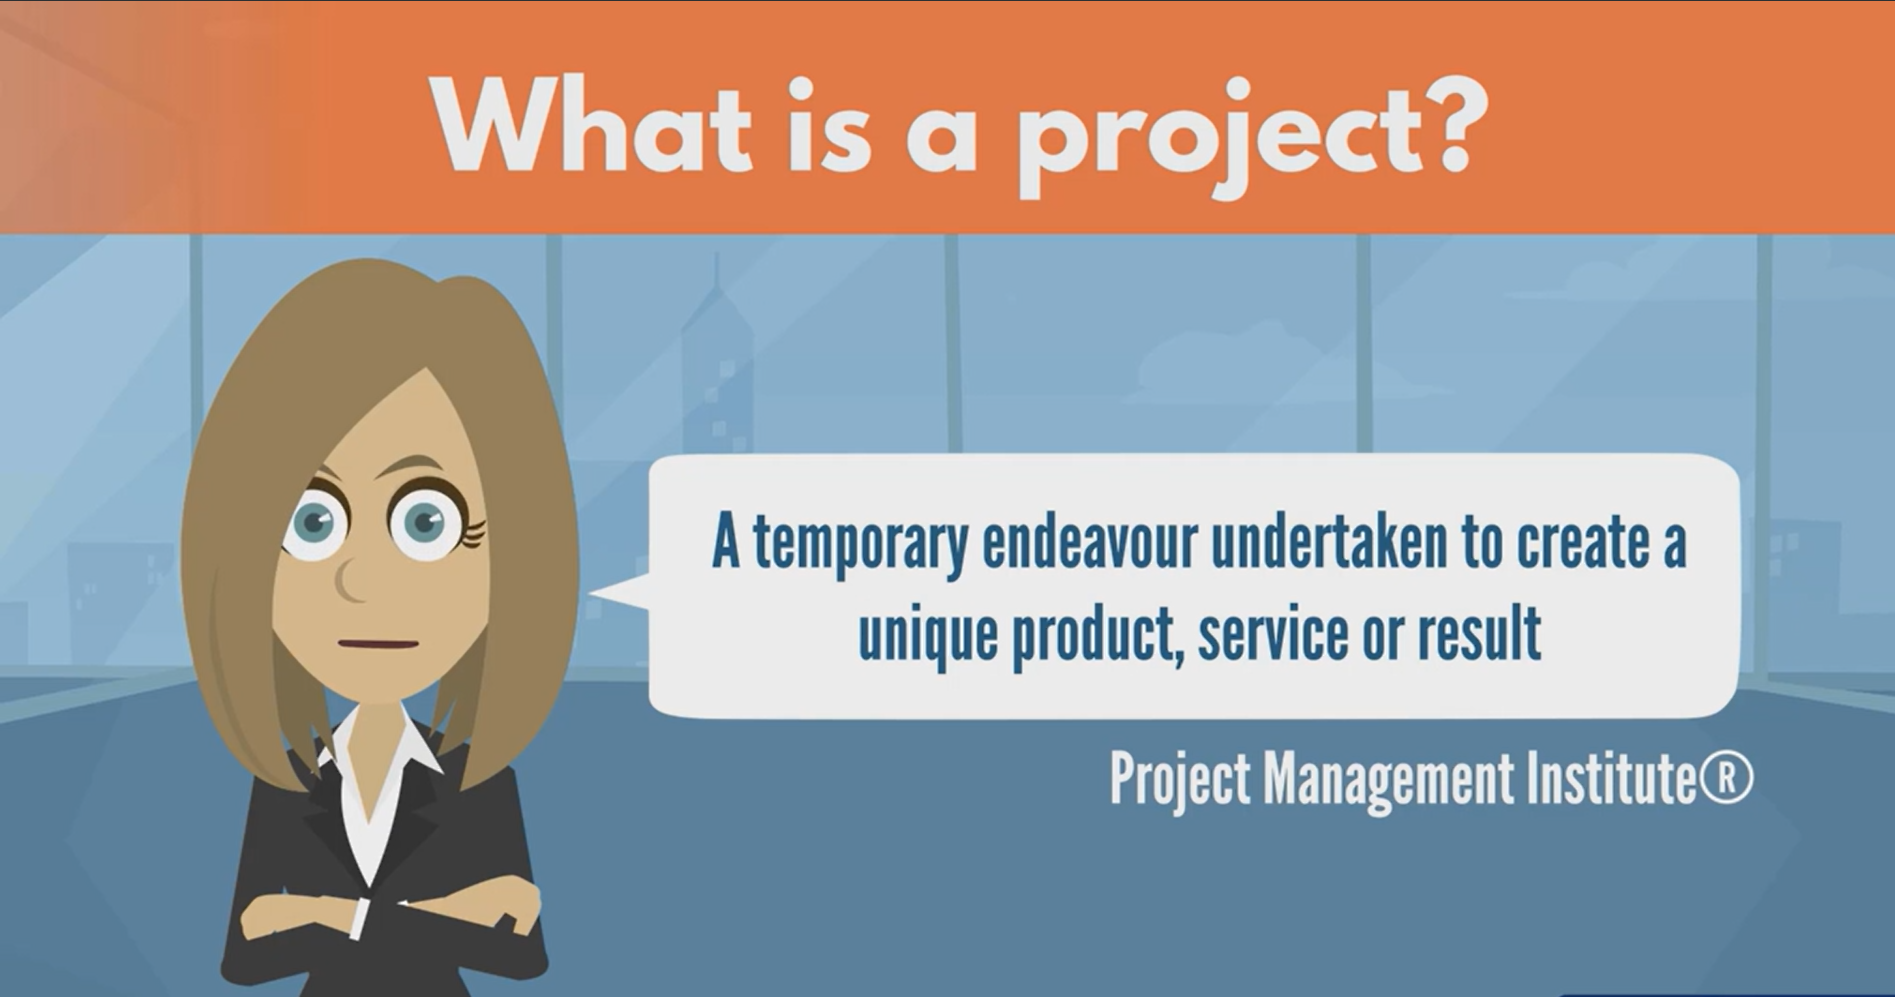 What is a project?
A temporary endeavour undertaken to create a
unique product, service or result
Project Management Institute®